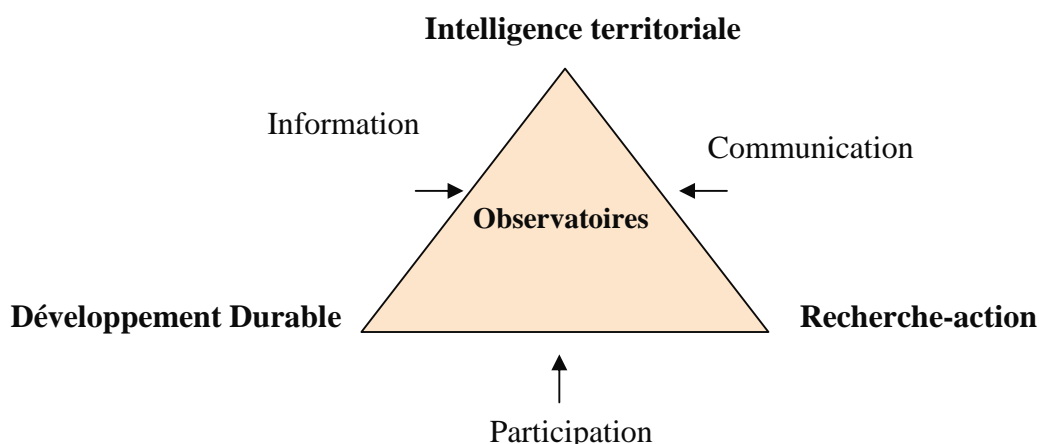 Intelligence territoriale
Information
Communication
Observatoires
Développement Durable
Recherche-action
Participation